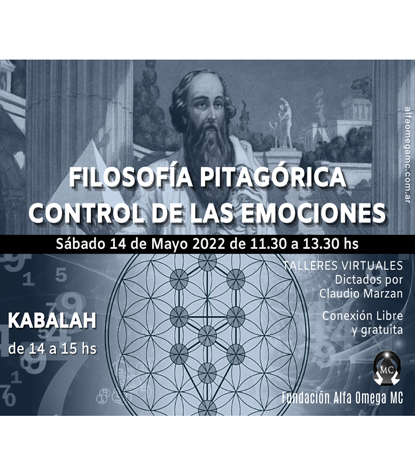 alfaomegamc.com.ar
FILOSOFÍA PITAGÓRICA
CONTROL DE LAS EMOCIONES
Sábado 14 de Mayo 2022 de 11.30 a 13.30 hs
TALLERES VIRTUALES
Dictados por
Claudio Marzan
Conexión Libre
y gratuita
KABALAH
de 14 a 15 hs
MC
Fundación Alfa Omega MC